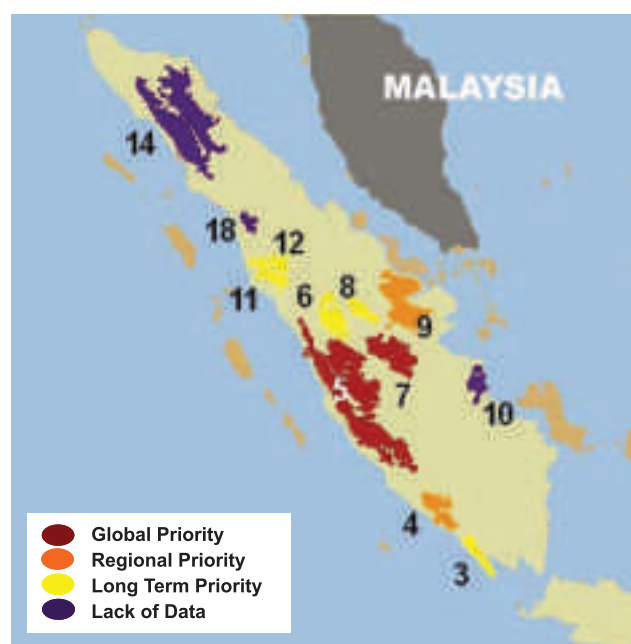 MALAYSIA
14
18
12
11
6
8
9
5
7
10
4
3
Global Priority
Regional Priority
Long Term Priority
Lack of Data